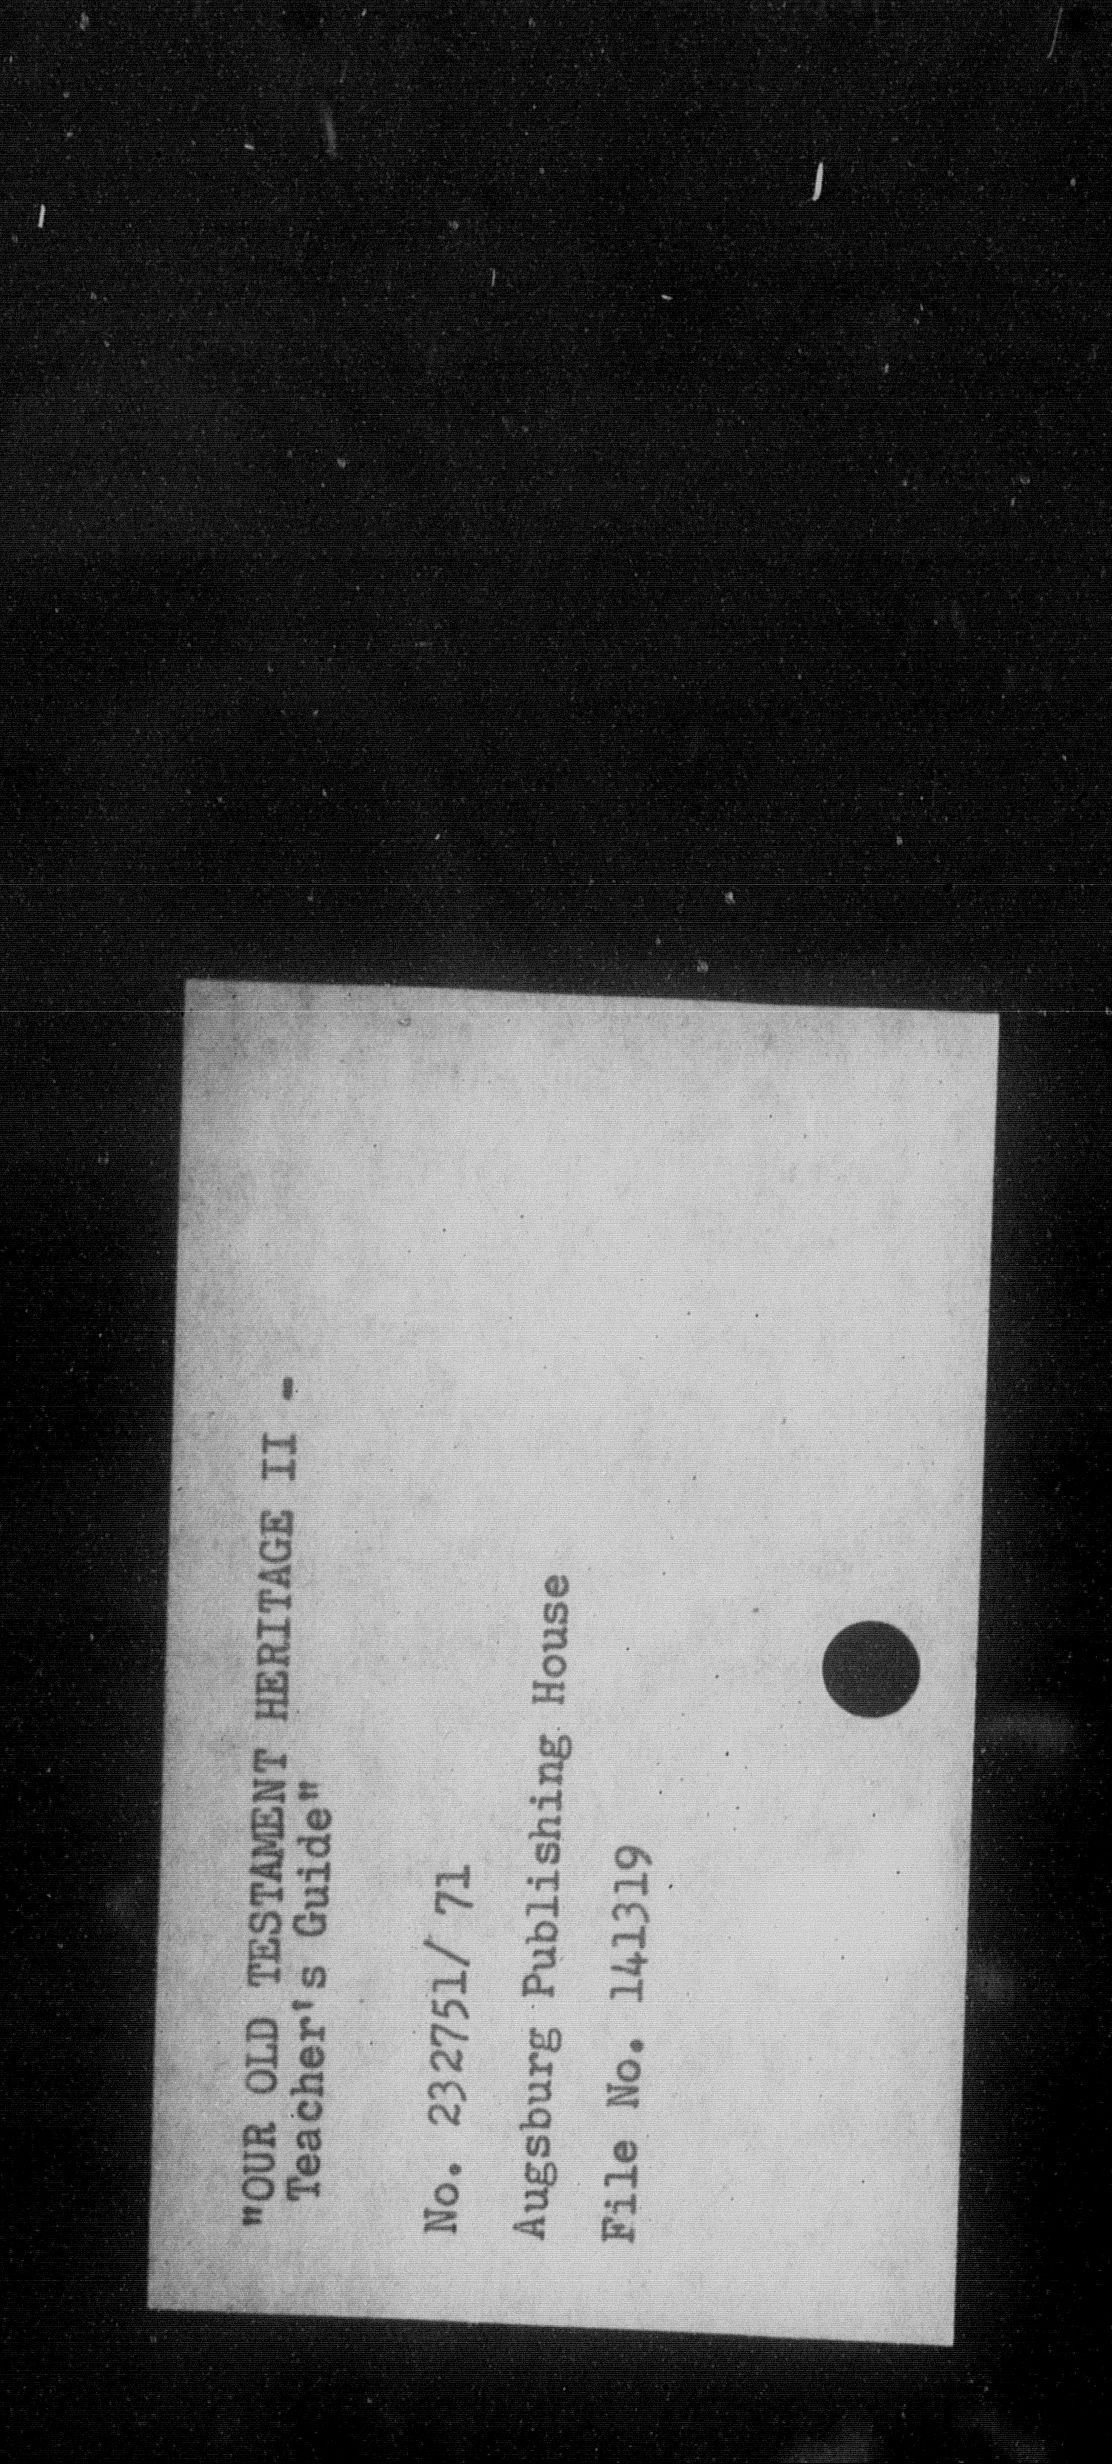 "OUR OLD TESTAMENT HERITAGE II -
Teacher's Guide"
No. 232751/ 71
Augsburg Publishing House
File No. 141319